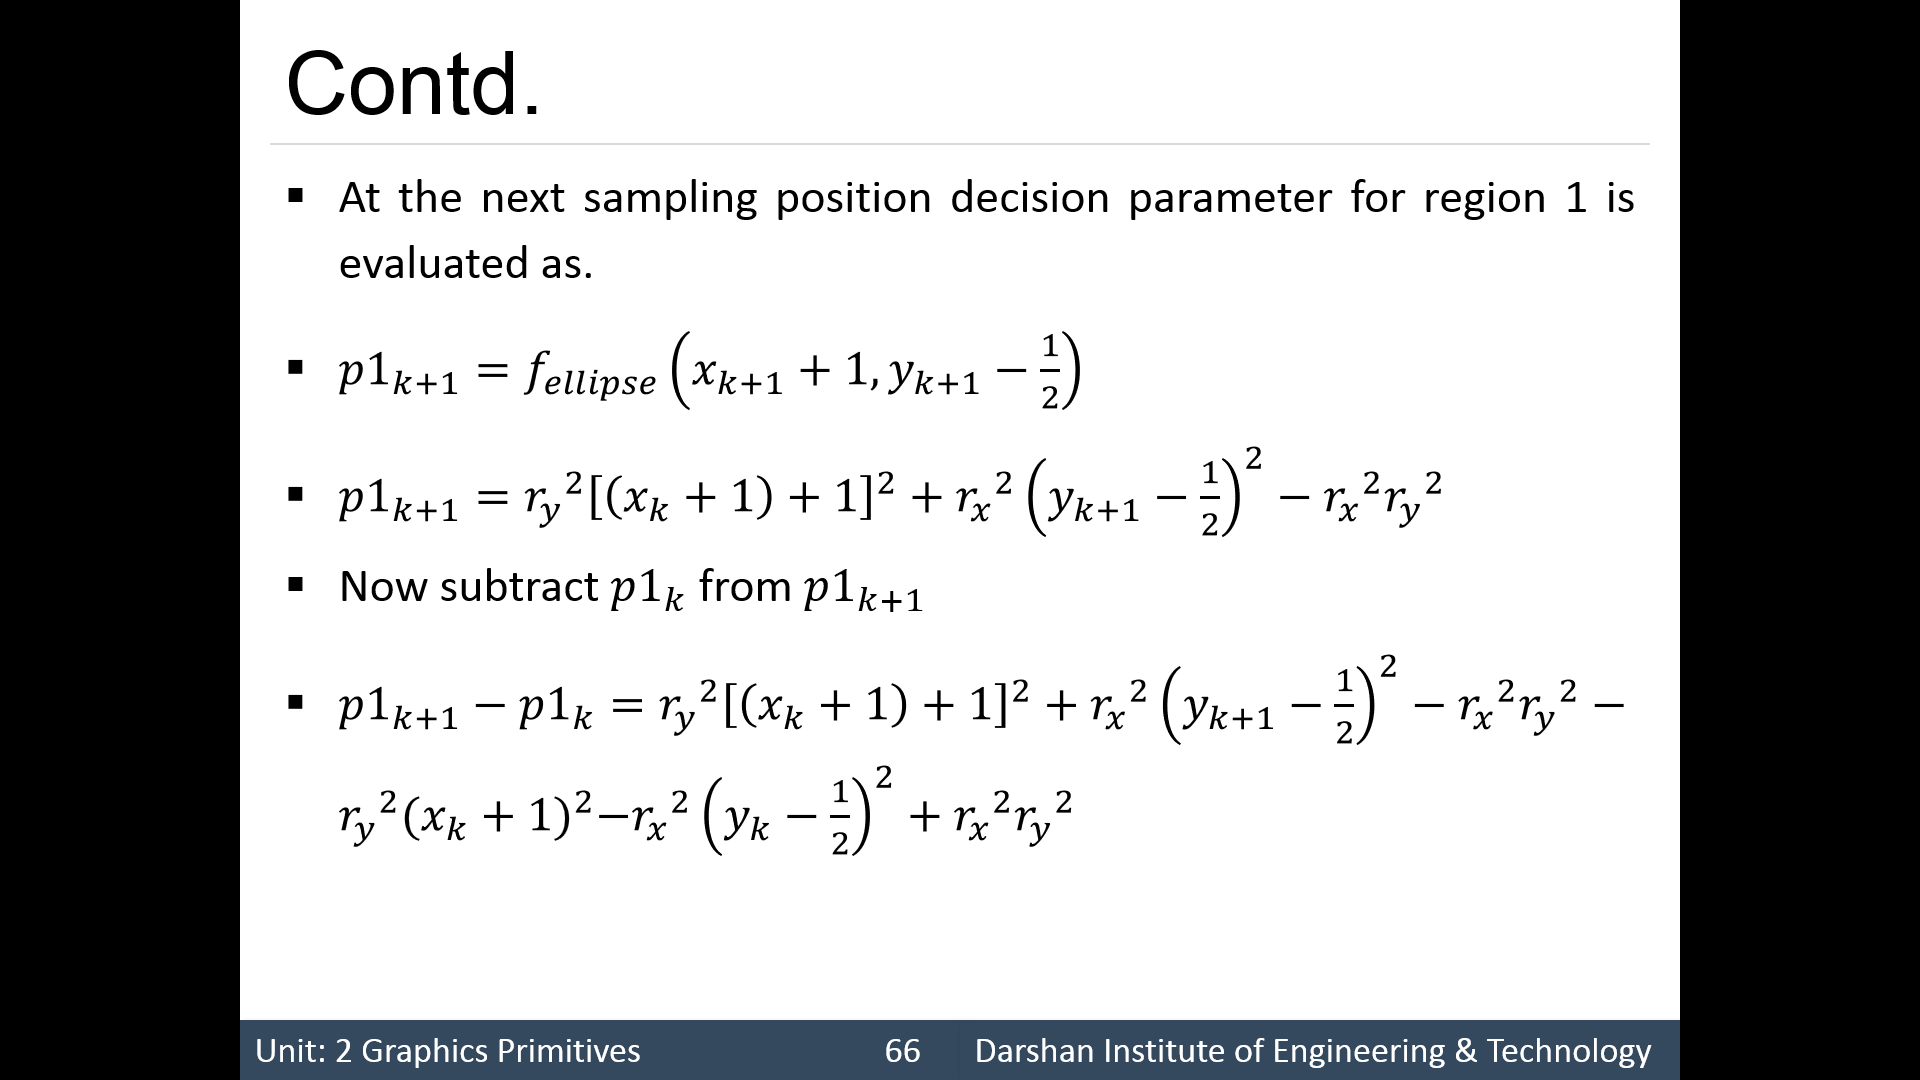 Contd.
▪ At the next sampling position decision parameter for region 1 is
evaluated as.
▪ $p1_{k+1} = f_{ellipse}\left(x_{k+1} + 1, y_{k+1} - \frac{1}{2}\right)$
▪ $p1_{k+1} = {r_y}^2[(x_k + 1) + 1]^2 + {r_x}^2\left(y_{k+1} - \frac{1}{2}\right)^2 - {r_x}^2{r_y}^2$
▪ Now subtract $p1_k$ from $p1_{k+1}$
▪ $p1_{k+1} - p1_k = {r_y}^2[(x_k + 1) + 1]^2 + {r_x}^2\left(y_{k+1} - \frac{1}{2}\right)^2 - {r_x}^2{r_y}^2 -$
${r_y}^2(x_k + 1)^2 - {r_x}^2\left(y_k - \frac{1}{2}\right)^2 + {r_x}^2{r_y}^2$
Unit: 2 Graphics Primitives 66 Darshan Institute of Engineering & Technology